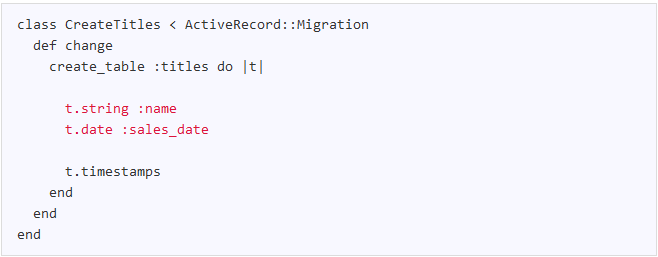 class CreateTitles < ActiveRecord::Migration
  def change
    create_table :titles do |t|

      t.string :name
      t.date :sales_date

      t.timestamps
    end
  end
end